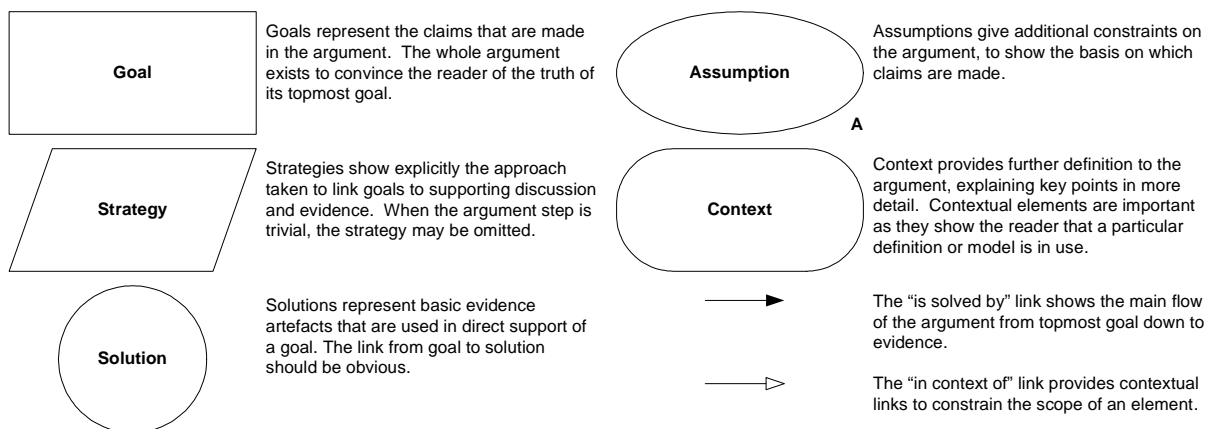 Goal
Goals represent the claims that are made
in the argument.  The whole argument
exists to convince the reader of the truth of
its topmost goal.
Strategy
Strategies show explicitly the approach
taken to link goals to supporting discussion
and evidence.  When the argument step is
trivial, the strategy may be omitted.
Solution
Solutions represent basic evidence
artefacts that are used in direct support of
a goal. The link from goal to solution
should be obvious.
Assumption
A
Assumptions give additional constraints on
the argument, to show the basis on which
claims are made.
Context
Context provides further definition to the
argument, explaining key points in more
detail.  Contextual elements are important
as they show the reader that a particular
definition or model is in use.
The “is solved by” link shows the main flow
of the argument from topmost goal down to
evidence.
The “in context of” link provides contextual
links to constrain the scope of an element.